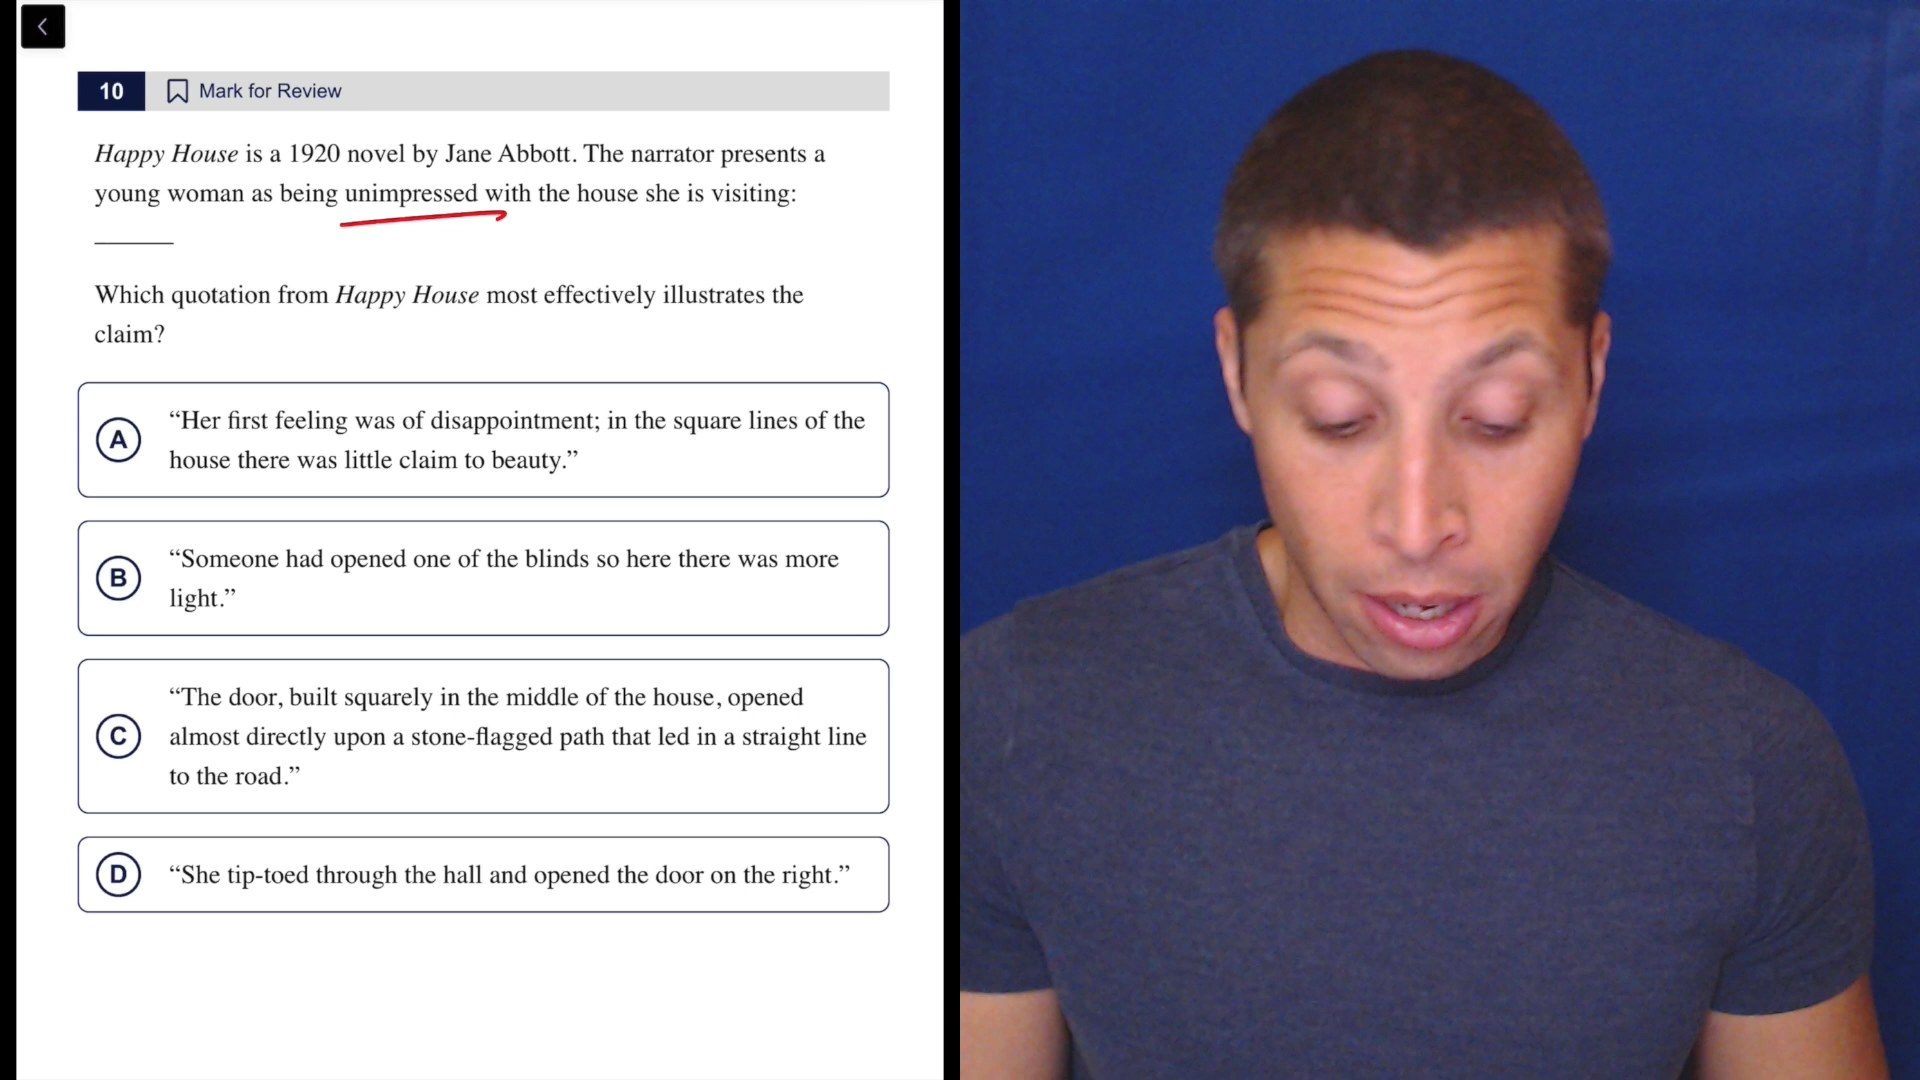 10 Mark for Review
Happy House is a 1920 novel by Jane Abbott. The narrator presents a
young woman as being unimpressed with the house she is visiting:
______
Which quotation from Happy House most effectively illustrates the
claim?
A “Her first feeling was of disappointment; in the square lines of the
house there was little claim to beauty.”
B “Someone had opened one of the blinds so here there was more
light.”
C “The door, built squarely in the middle of the house, opened
almost directly upon a stone-flagged path that led in a straight line
to the road.”
D “She tip-toed through the hall and opened the door on the right.”